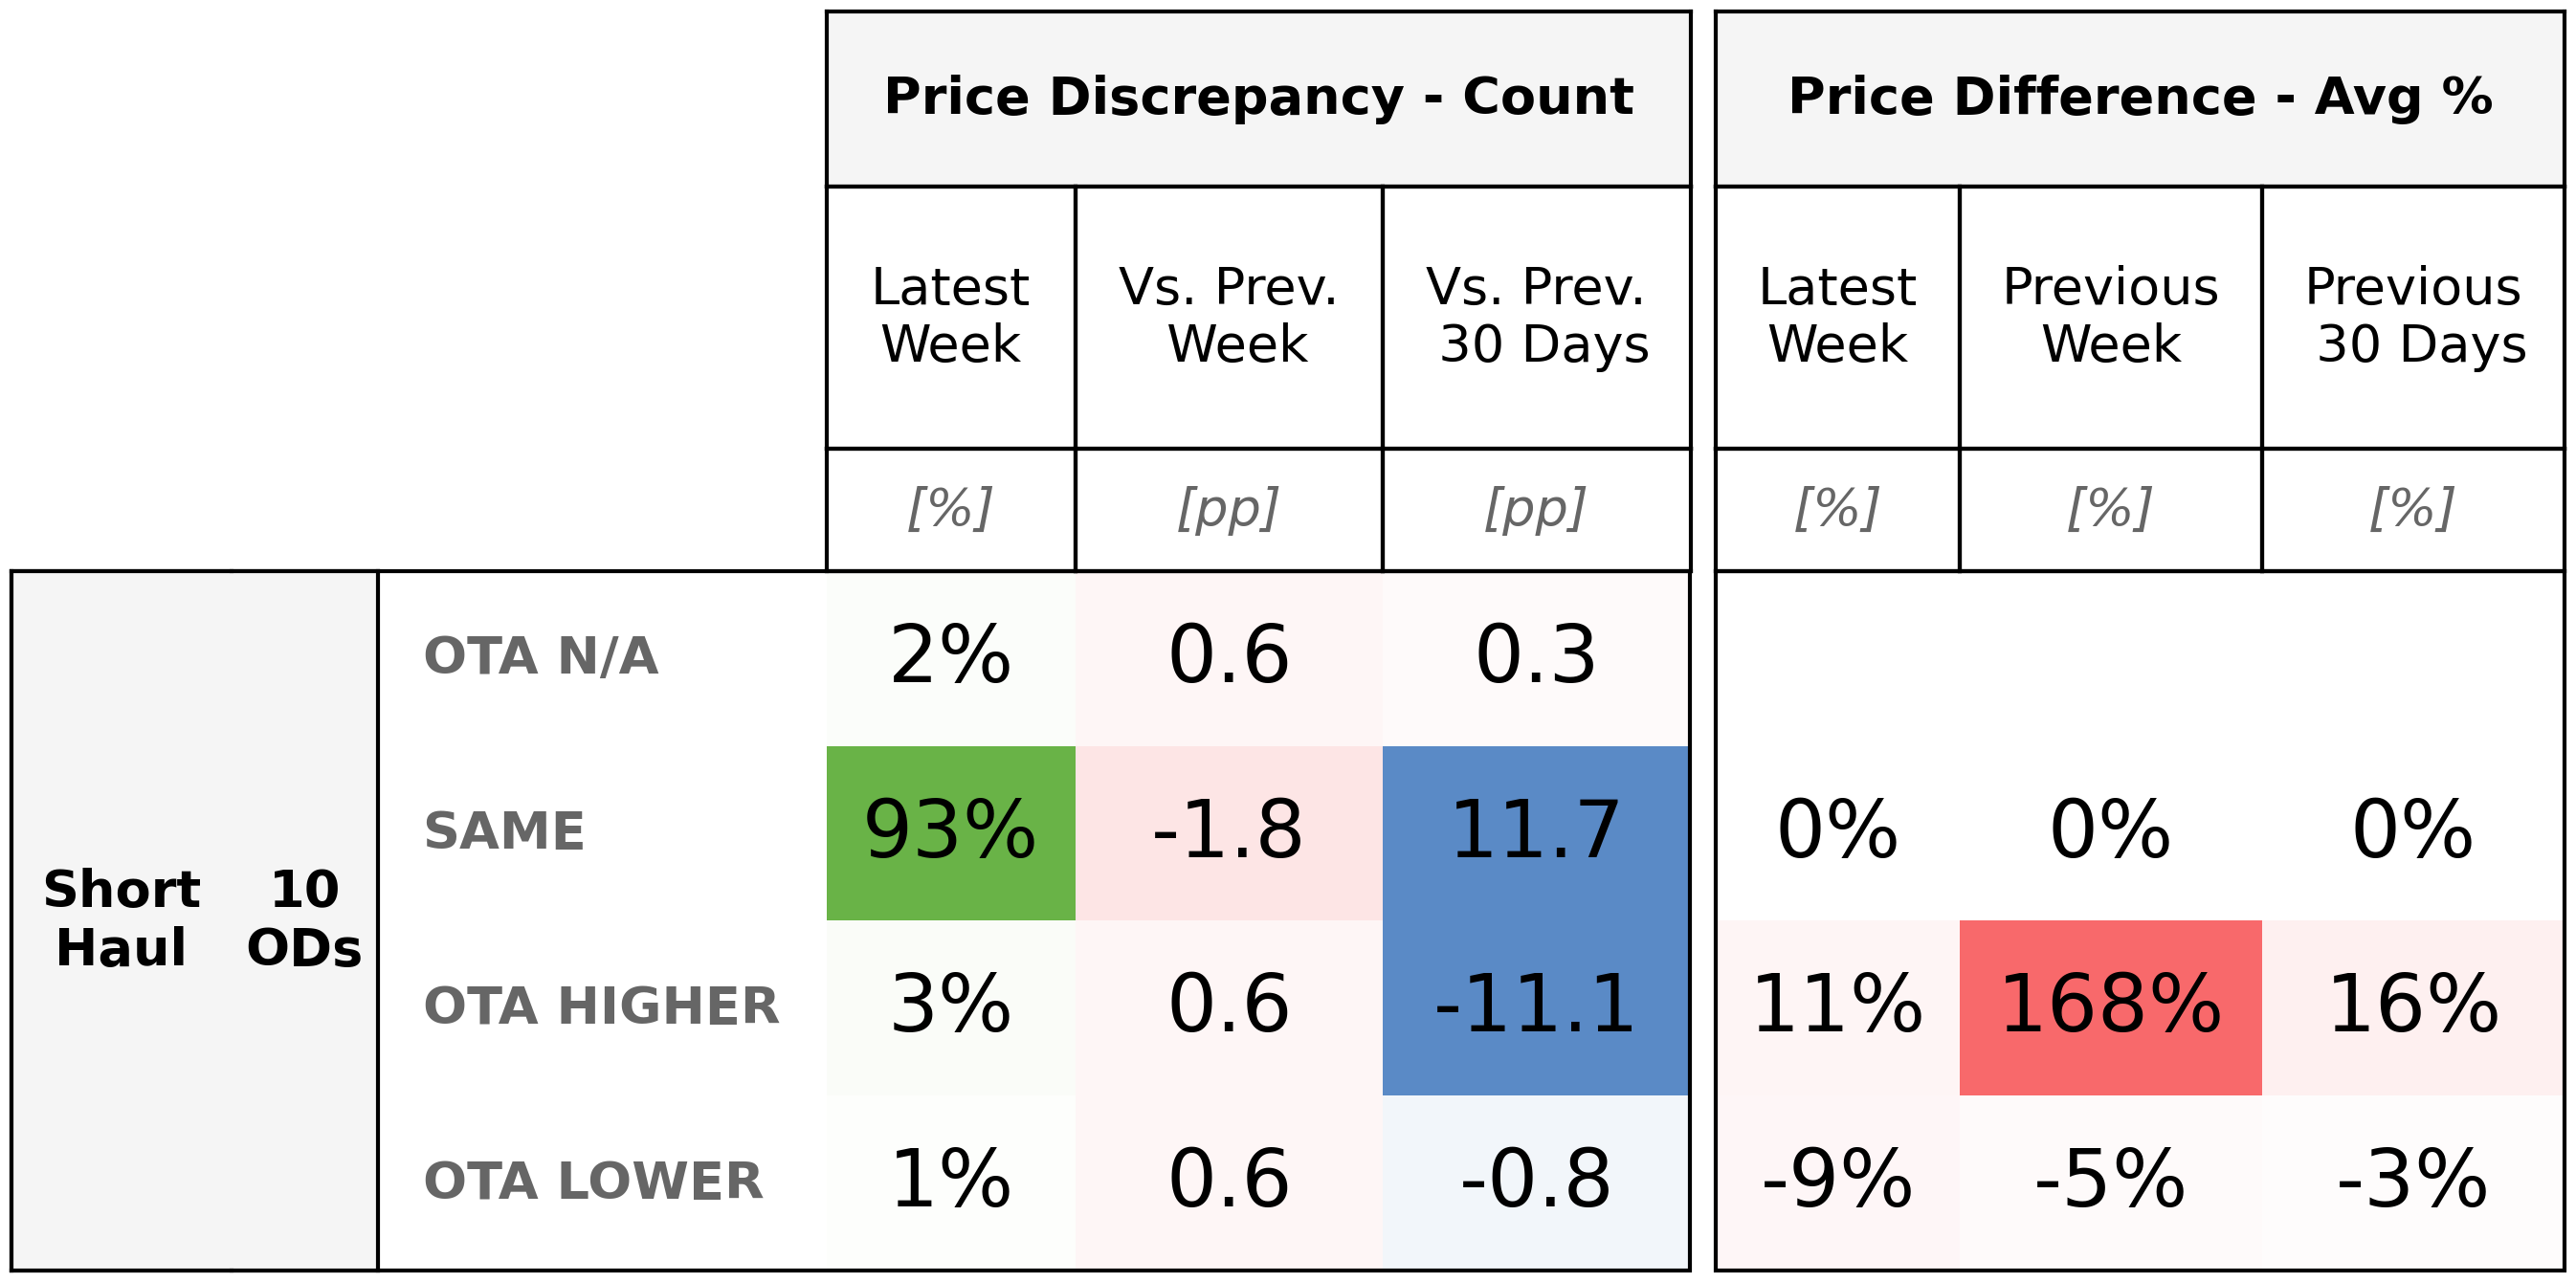 Price Discrepancy - Count Price Difference - Avg %
Latest Week Vs. Prev. Week Vs. Prev. 30 Days Latest Week Previous Week Previous 30 Days
[%] [pp] [pp] [%] [%] [%]
Short Haul 10 ODs
OTA N/A 2% 0.6 0.3
SAME 93% -1.8 11.7 0% 0% 0%
OTA HIGHER 3% 0.6 -11.1 11% 168% 16%
OTA LOWER 1% 0.6 -0.8 -9% -5% -3%